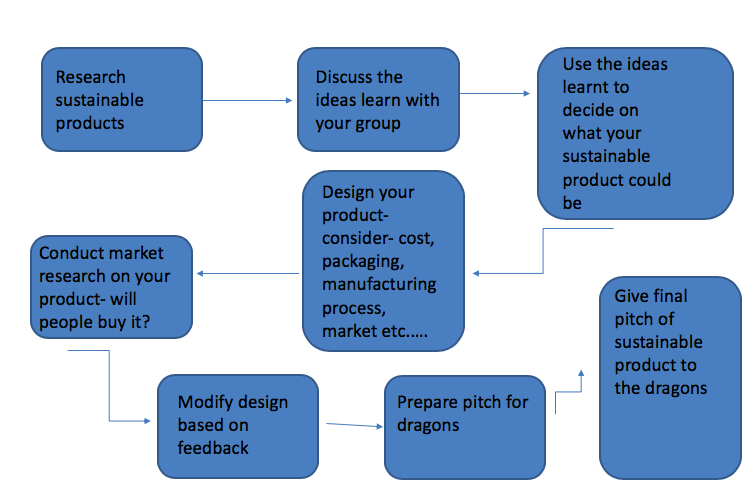 Research
sustainable
products
Discuss the
ideas learn with
your group
Use the ideas
learnt to
decide on
what your
sustainable
product could
be
Design your
product-
consider- cost,
packaging,
manufacturing
process,
market etc.....
Conduct market
research on your
product- will
people buy it?
Modify design
based on
feedback
Prepare pitch for
dragons
Give final
pitch of
sustainable
product to
the dragons